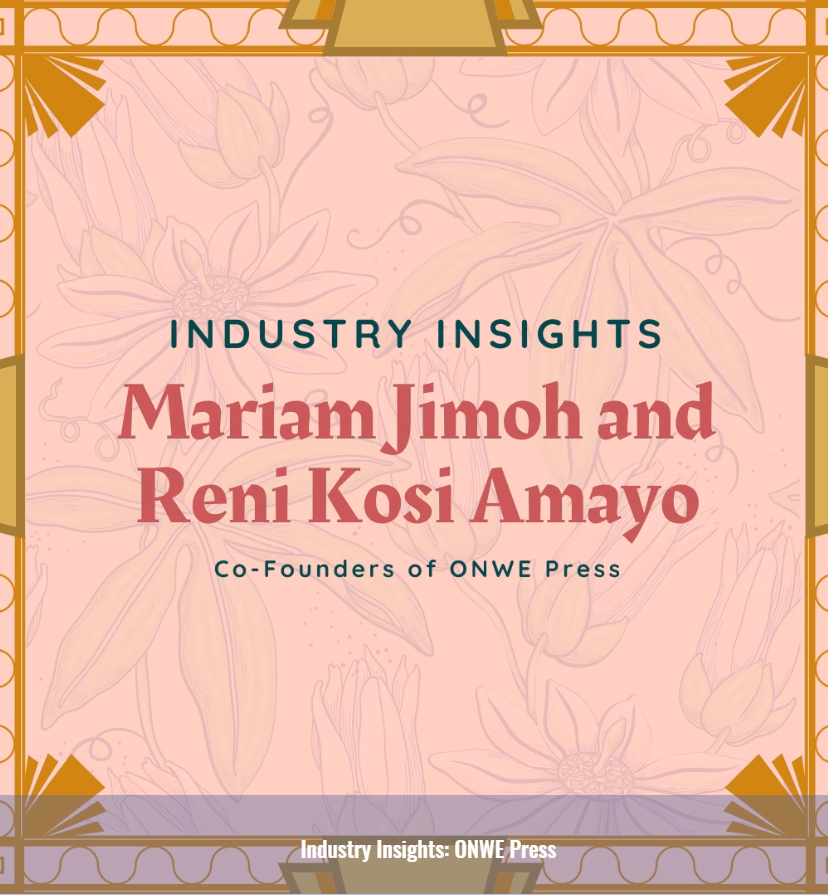 INDUSTRY INSIGHTS
Mariam Jimoh and
Reni Kosi Amayo
Co-Founders of ONWE Press
Industry Insights: ONWE Press